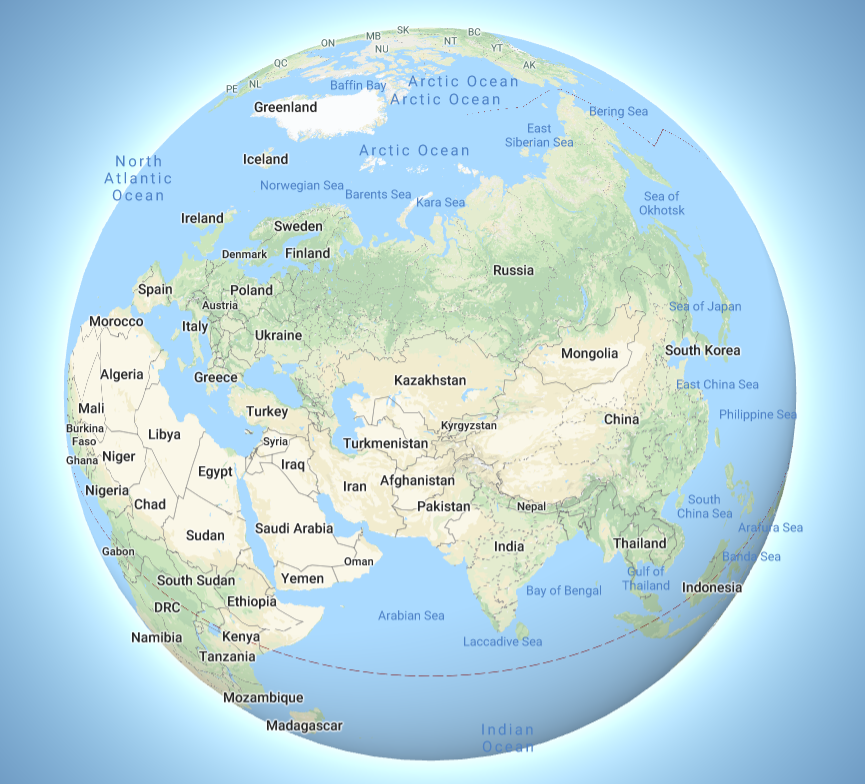 SK
BC
MB
ON
NT
NU
YT
QC
AK
Arctic Ocean
Baffin Bay
NL
PE
Arctic Ocean
Greenland
Bering Sea
East
Siberian Sea
Arctic Ocean
Iceland
North
Atlantic
Ocean
Norwegian Sea
Barents Sea
Kara Sea
Sea of
Okhotsk
Ireland
Sweden
Denmark
Finland
Russia
Spain
Poland
Austria
Sea of Japan
Morocco
Italy
Ukraine
South Korea
Mongolia
Algeria
Greece
Kazakhstan
East China Sea
Mali
Turkey
Philippine Sea
China
Burkina
Faso
Kyrgyzstan
Libya
Syria
Turkmenistan
Ghana
Niger
Iraq
Egypt
Afghanistan
Iran
Nigeria
Chad
Pakistan
Nepal
South
China Sea
Saudi Arabia
Arafura Sea
Sudan
Thailand
India
Gabon
Banda Sea
Oman
Gulf of
Thailand
South Sudan
Yemen
Indonesia
Bay of Bengal
Ethiopia
DRC
Arabian Sea
Namibia
Kenya
Laccadive Sea
Tanzania
Mozambique
Madagascar
Indian
Ocean